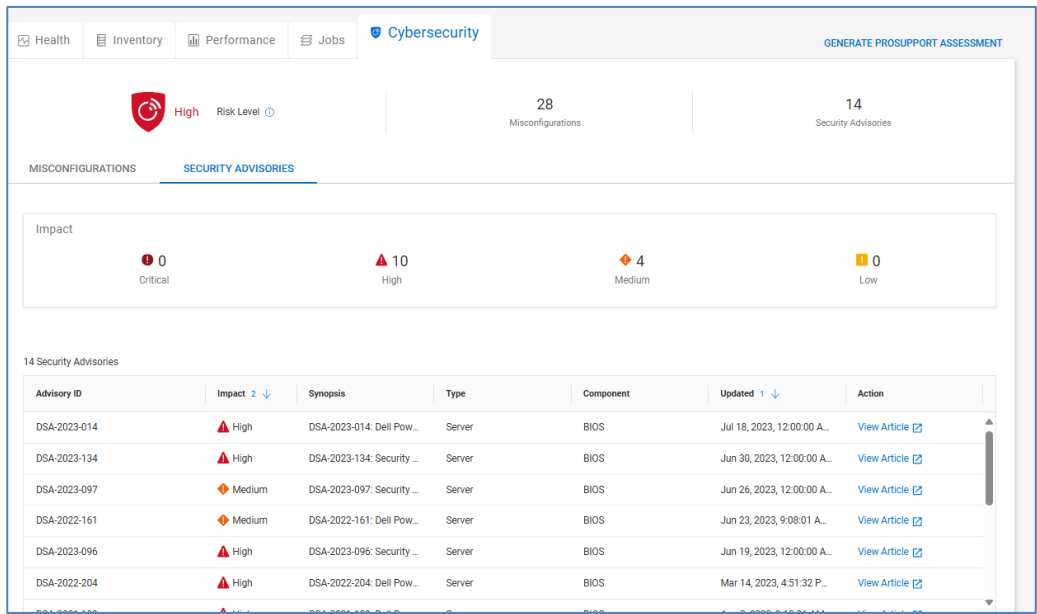 Health Inventory Performance Jobs Cybersecurity
GENERATE PROSUPPORT ASSESSMENT
High Risk Level
28
Misconfigurations
14
Security Advisories
MISCONFIGURATIONS SECURITY ADVISORIES
Impact
0
Critical
10
High
4
Medium
0
Low
14 Security Advisories
Advisory ID Impact 2 Synopsis Type Component Updated 1 Action
DSA-2023-014 High DSA-2023-014: Dell Pow... Server BIOS Jul 18, 2023, 12:00:00 A... View Article
DSA-2023-134 High DSA-2023-134: Security ... Server BIOS Jun 30, 2023, 12:00:00 A... View Article
DSA-2023-097 Medium DSA-2023-097: Security ... Server BIOS Jun 26, 2023, 12:00:00 A... View Article
DSA-2022-161 Medium DSA-2022-161: Dell Pow... Server BIOS Jun 23, 2023, 9:08:01 A... View Article
DSA-2023-096 High DSA-2023-096: Security ... Server BIOS Jun 19, 2023, 12:00:00 A... View Article
DSA-2022-204 High DSA-2022-204: Dell Pow... Server BIOS Mar 14, 2023, 4:51:32 P... View Article